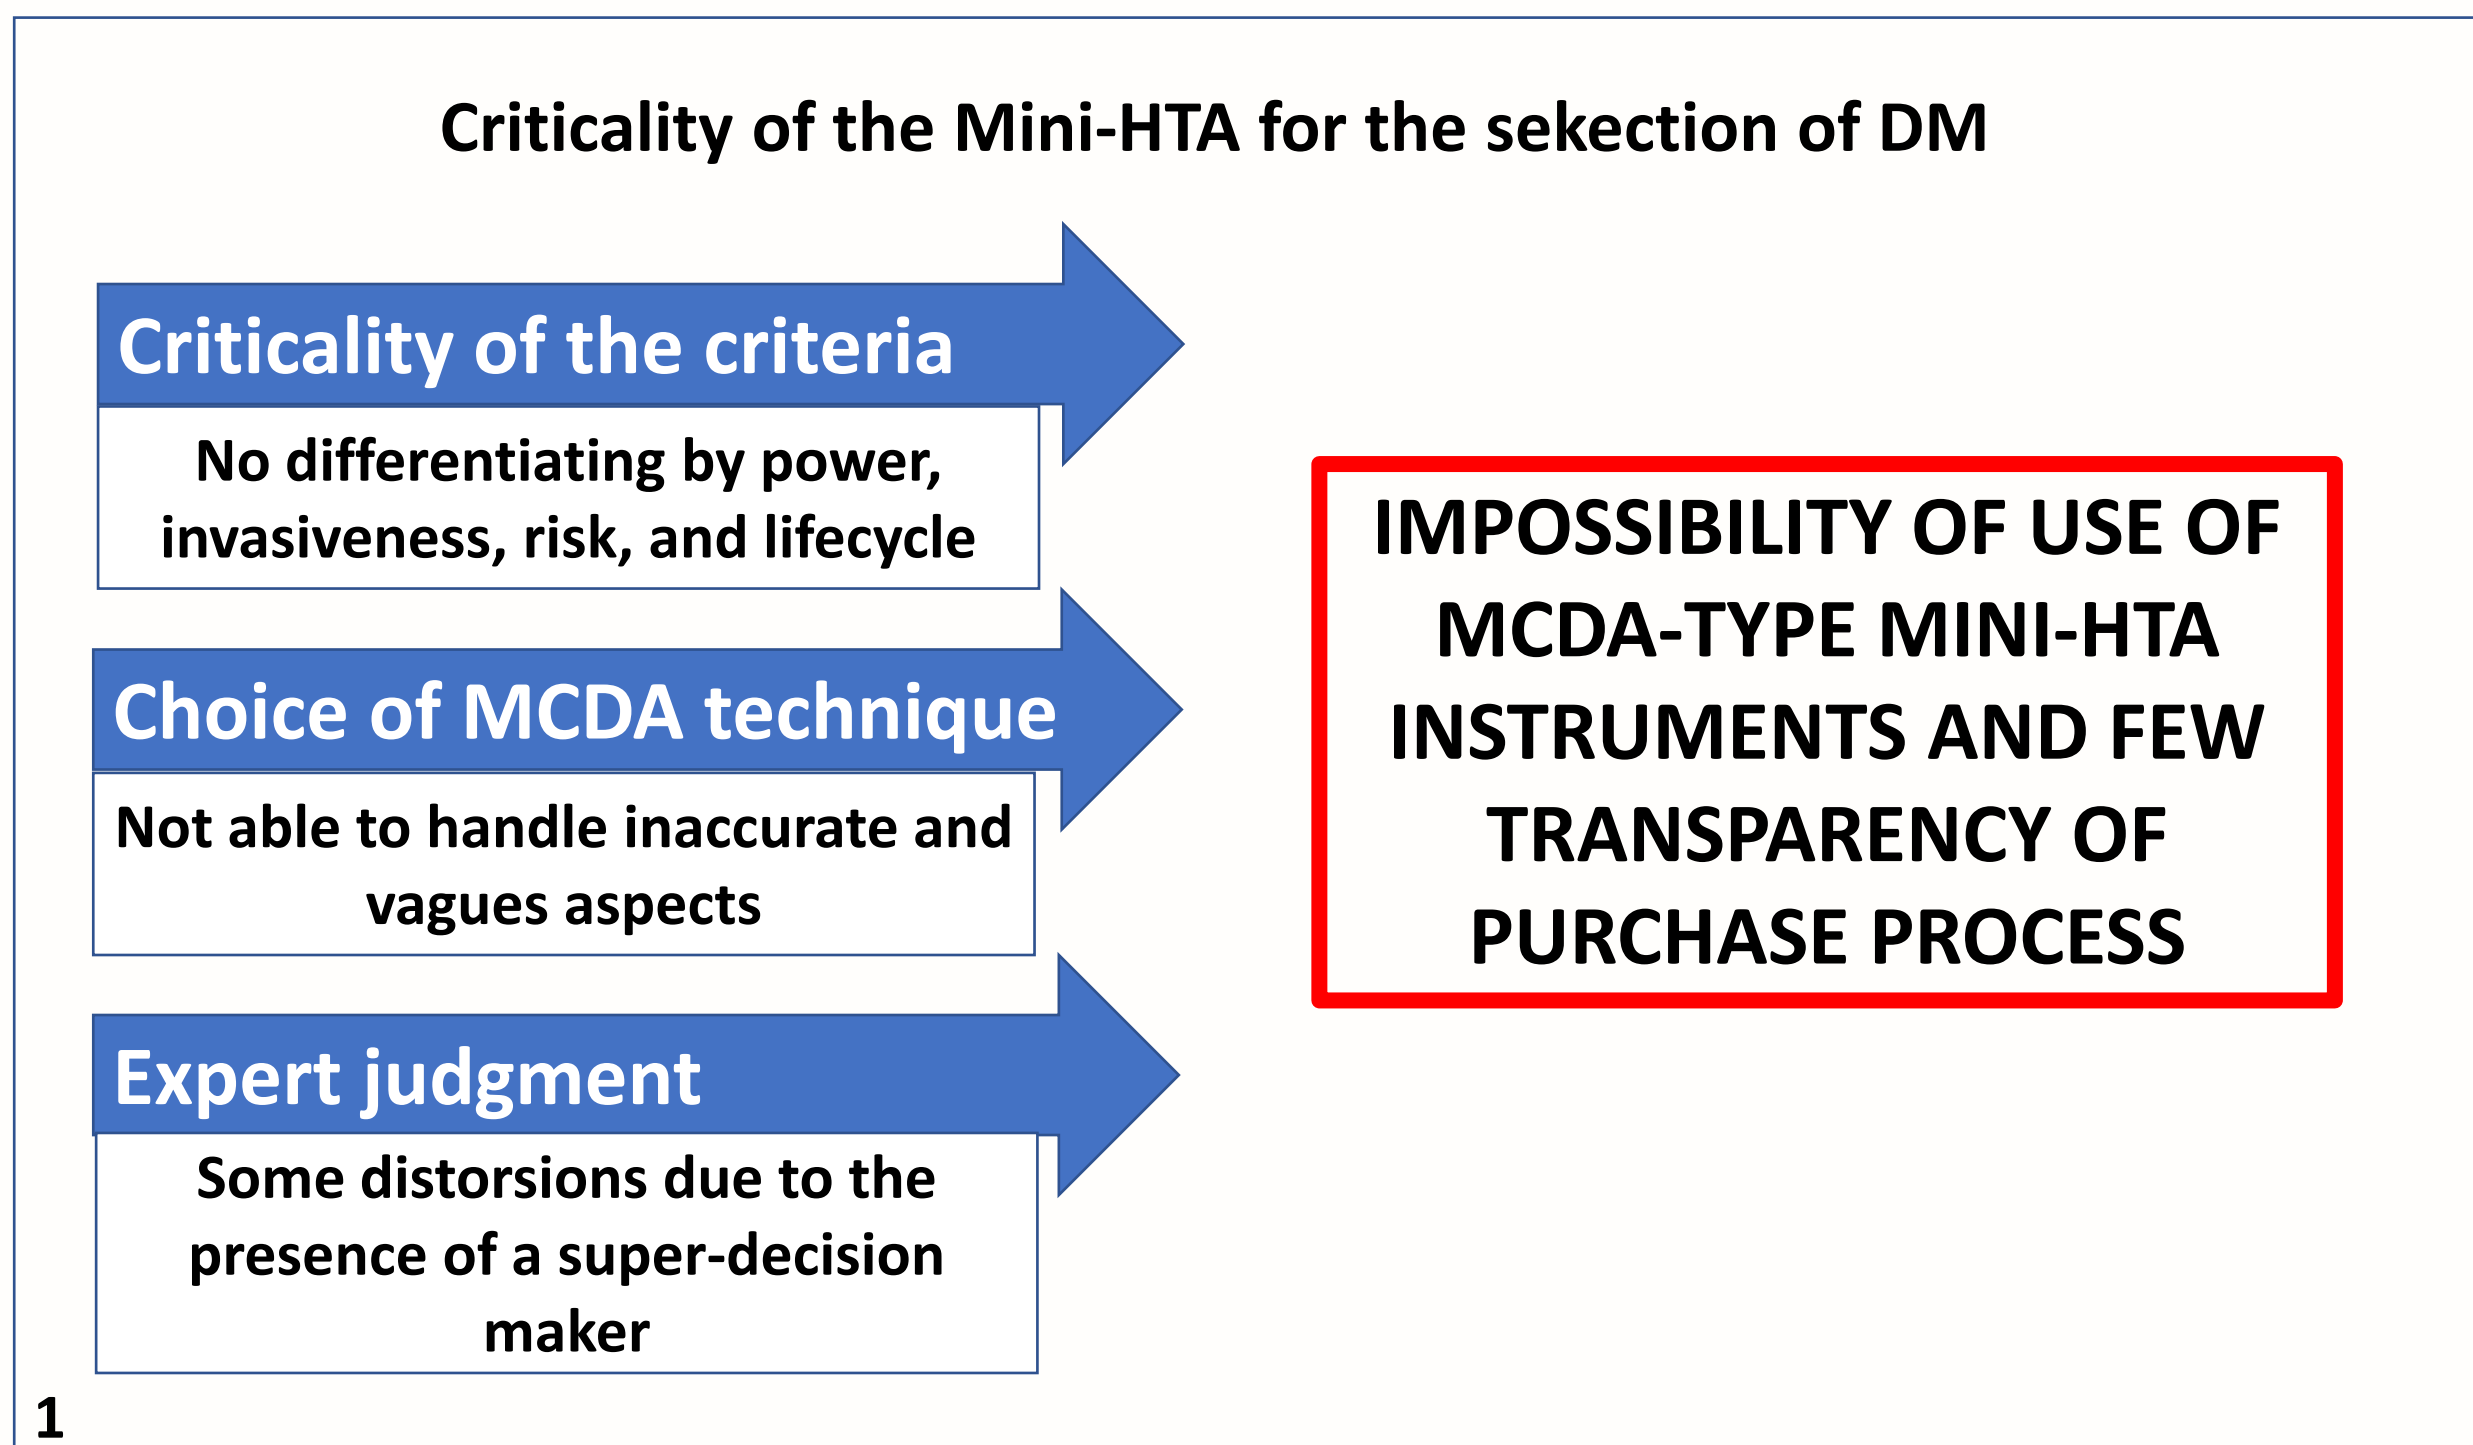 Criticality of the Mini-HTA for the sekection of DM
Criticality of the criteria
No differentiating by power,
invasiveness, risk, and lifecycle
Choice of MCDA technique
Not able to handle inaccurate and
vagues aspects
Expert judgment
Some distorsions due to the
presence of a super-decision
maker
IMPOSSIBILITY OF USE OF
MCDA-TYPE MINI-HTA
INSTRUMENTS AND FEW
TRANSPARENCY OF
PURCHASE PROCESS
1